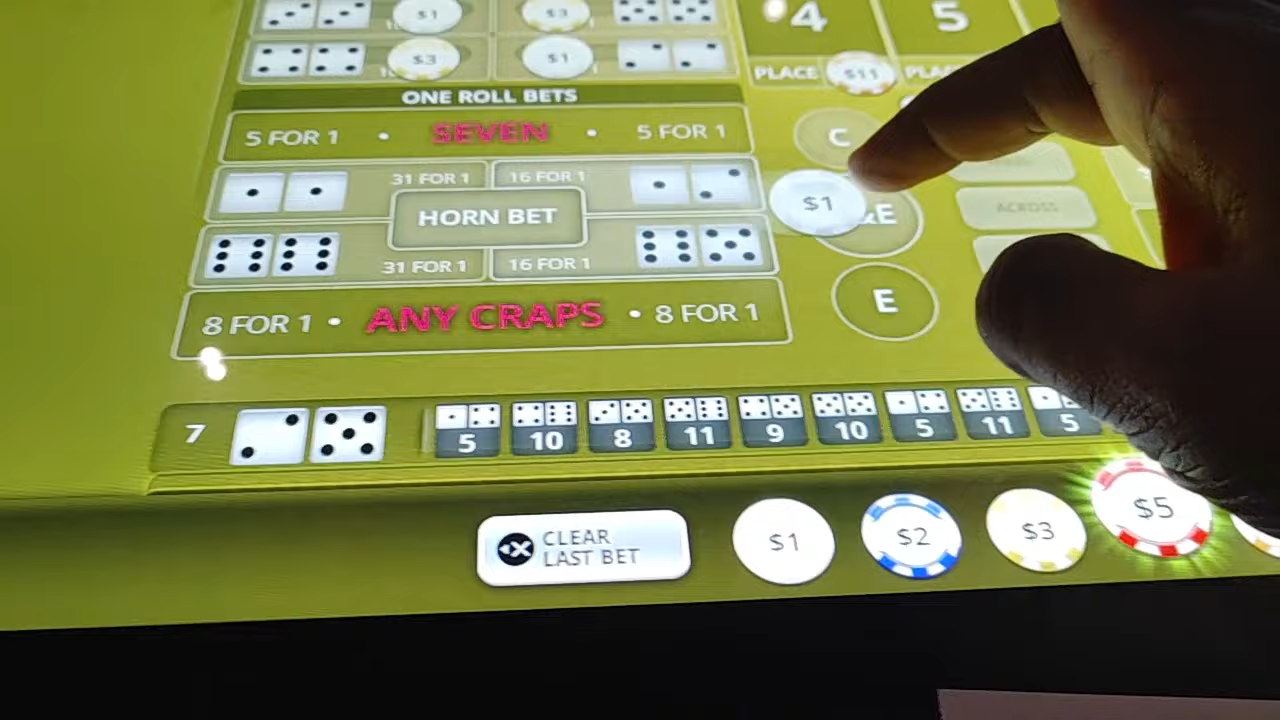 $1 $3
4 5
$3 $1
PLACE $11
ONE ROLL BETS
5 FOR 1 • SEVEN • 5 FOR 1
C
31 FOR 1 16 FOR 1
$1 &E
ACROSS
HORN BET
31 FOR 1 16 FOR 1
8 FOR 1 • ANY CRAPS • 8 FOR 1
E
7 5 10 8 11 9 10 5 11 5
CLEAR
LAST BET
$1 $2 $3 $5